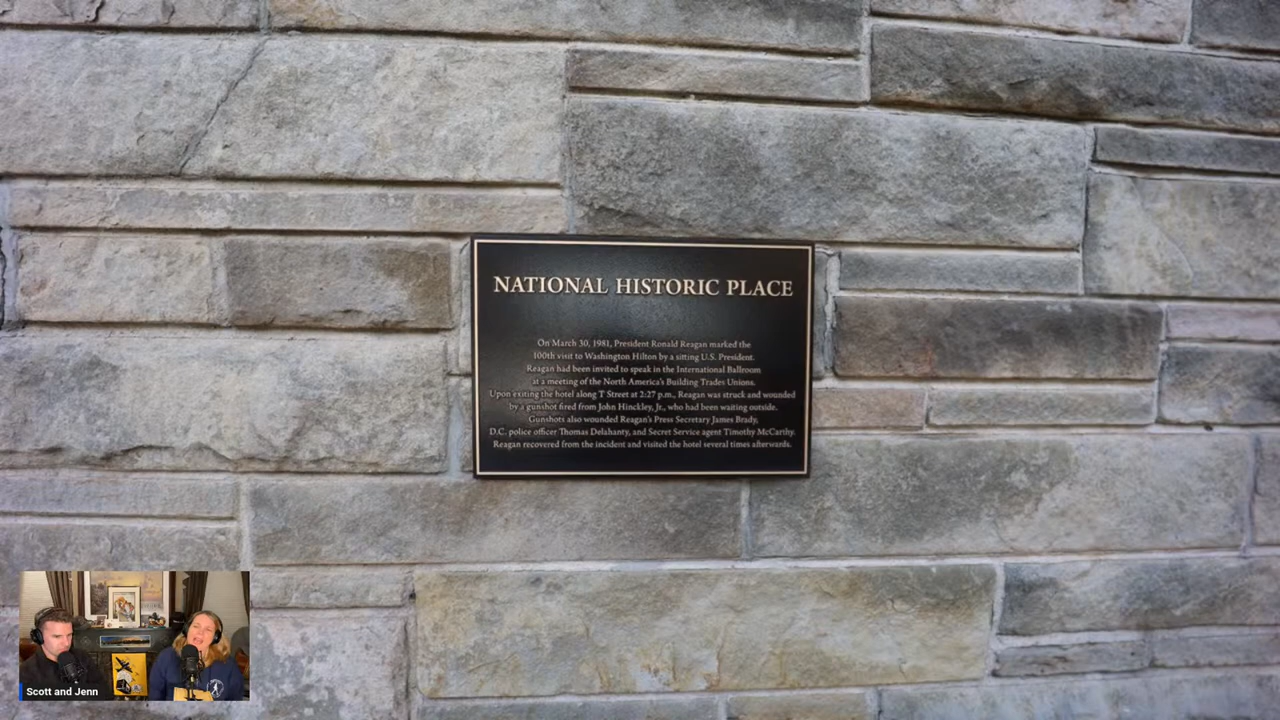 NATIONAL HISTORIC PLACE
On March 30, 1981, President Ronald Reagan marked the
100th visit to Washington Hilton by a sitting U.S. President.
Reagan had been invited to speak in the International Ballroom
at a meeting of the North America's Building Trades Unions.
Upon exiting the hotel along T Street at 2:27 p.m., Reagan was struck and wounded
by a gunshot fired from John Hinckley, Jr., who had been waiting outside.
Gunshots also wounded Reagan's Press Secretary James Brady,
D.C. police officer Thomas Delahanty, and Secret Service agent Timothy McCarthy.
Reagan recovered from the incident and visited the hotel several times afterwards.
Scott and Jenn